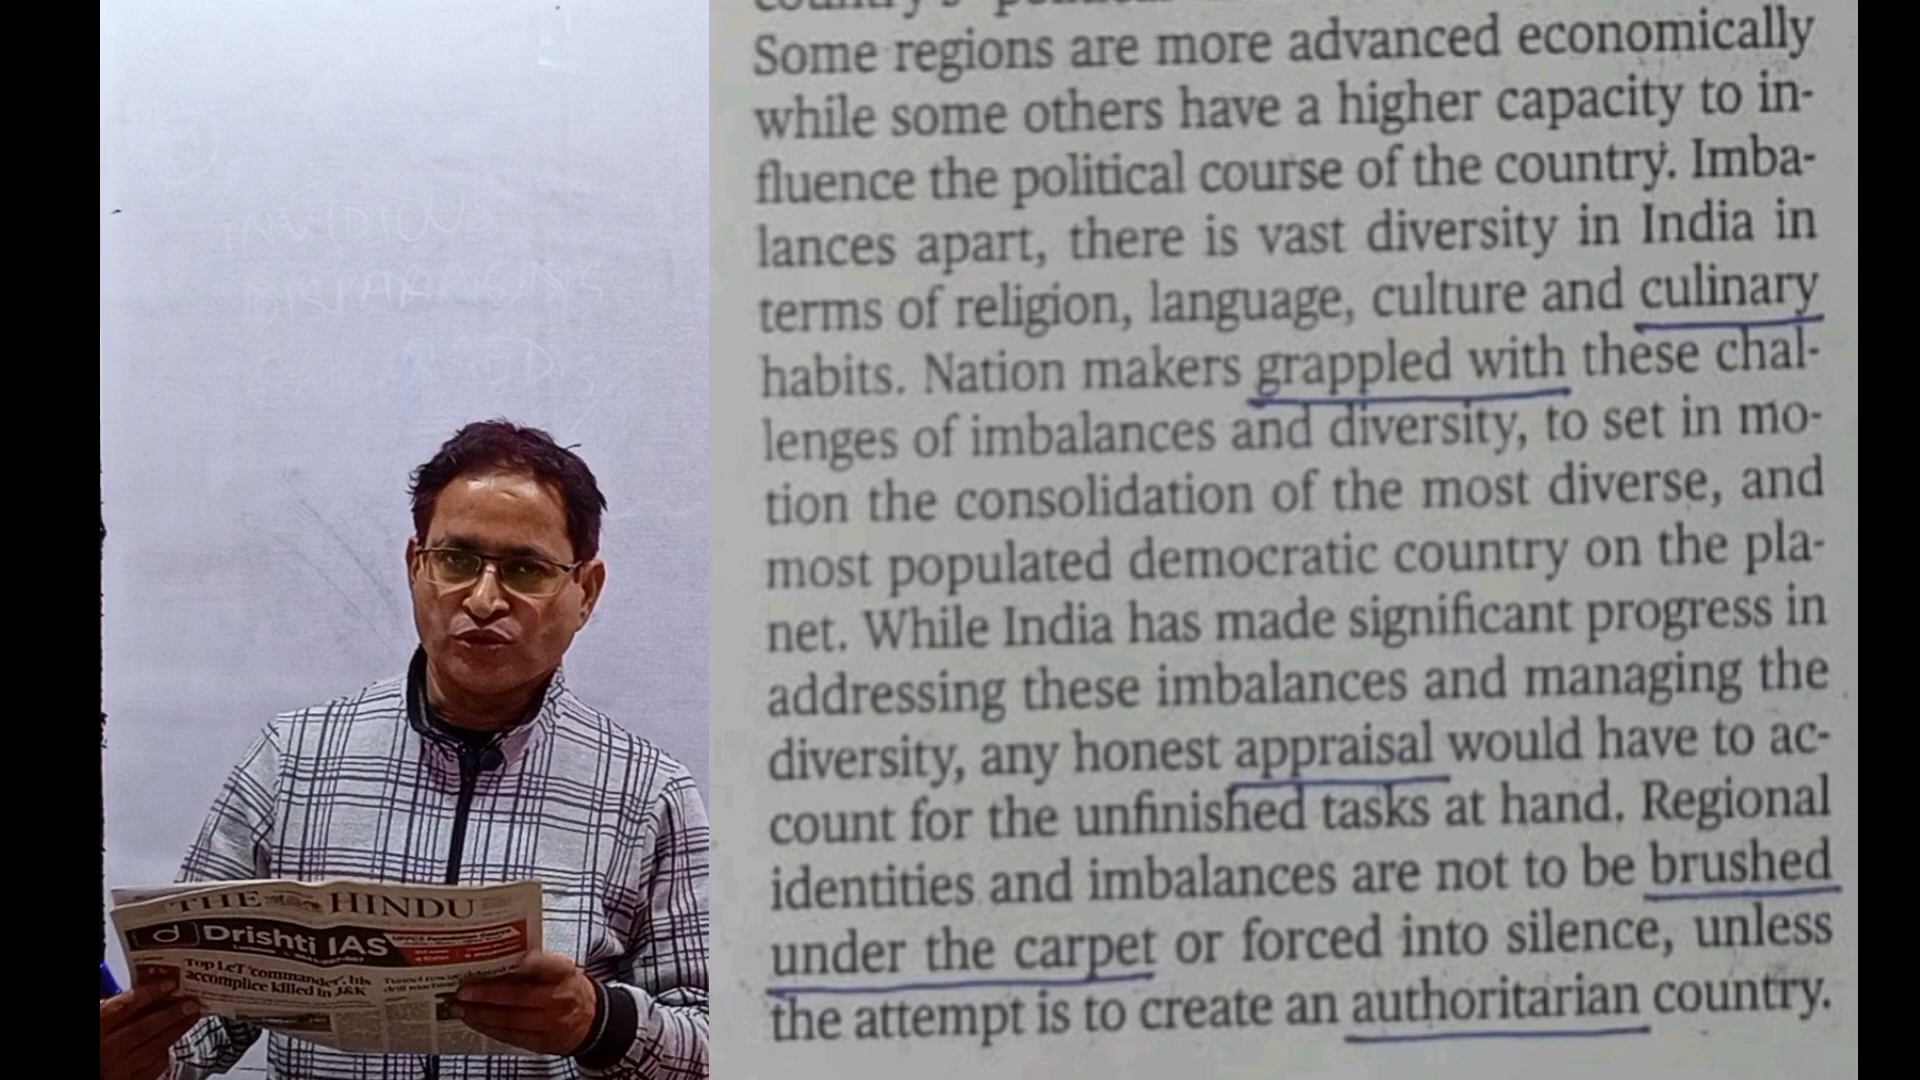 INVIDIOUS
THE HINDU
Drishti IAS
Top LeT 'commander', his
accomplice killed in J&K
Some regions are more advanced economically
while some others have a higher capacity to in-
fluence the political course of the country. Imba-
lances apart, there is vast diversity in India in
terms of religion, language, culture and culinary
habits. Nation makers grappled with these chal-
lenges of imbalances and diversity, to set in mo-
tion the consolidation of the most diverse, and
most populated democratic country on the pla-
net. While India has made significant progress in
addressing these imbalances and managing the
diversity, any honest appraisal would have to ac-
count for the unfinished tasks at hand. Regional
identities and imbalances are not to be brushed
under the carpet or forced into silence, unless
the attempt is to create an authoritarian country.